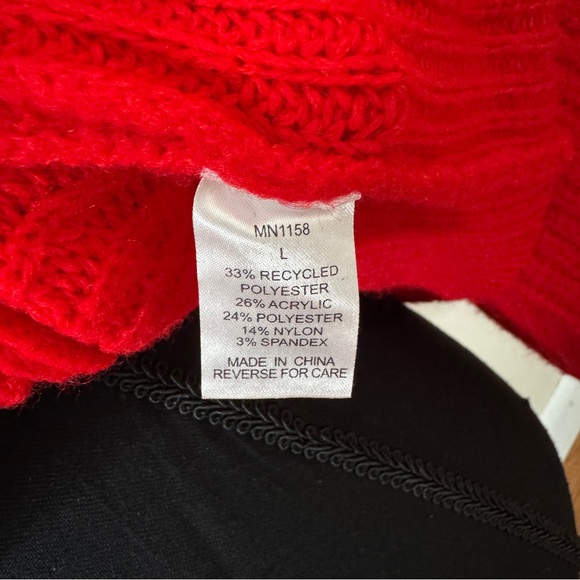 MN1158
L
33% RECYCLED
POLYESTER
26% ACRYLIC
24% POLYESTER
14% NYLON
3% SPANDEX
MADE IN CHINA
REVERSE FOR CARE